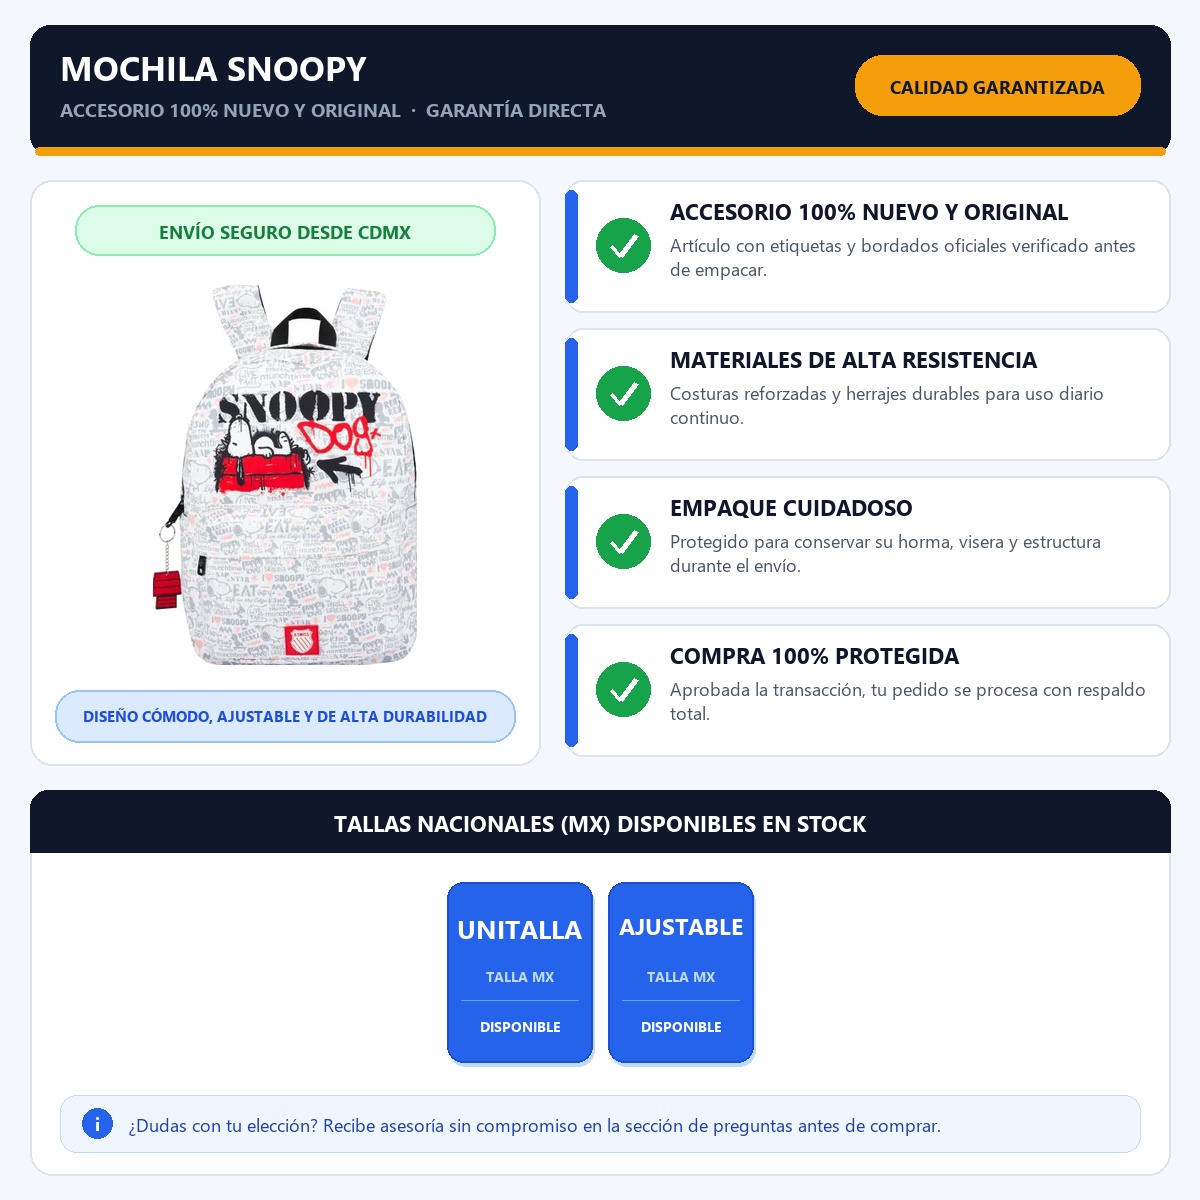 MOCHILA SNOOPY
ACCESORIO 100% NUEVO Y ORIGINAL · GARANTÍA DIRECTA
CALIDAD GARANTIZADA
ENVÍO SEGURO DESDE CDMX
SNOOPY
Dog
K·SWISS
DISEÑO CÓMODO, AJUSTABLE Y DE ALTA DURABILIDAD
ACCESORIO 100% NUEVO Y ORIGINAL
Artículo con etiquetas y bordados oficiales verificado antes
de empacar.
MATERIALES DE ALTA RESISTENCIA
Costuras reforzadas y herrajes durables para uso diario
continuo.
EMPAQUE CUIDADOSO
Protegido para conservar su horma, visera y estructura
durante el envío.
COMPRA 100% PROTEGIDA
Aprobada la transacción, tu pedido se procesa con respaldo
total.
TALLAS NACIONALES (MX) DISPONIBLES EN STOCK
UNITALLA
TALLA MX
DISPONIBLE
AJUSTABLE
TALLA MX
DISPONIBLE
¿Dudas con tu elección? Recibe asesoría sin compromiso en la sección de preguntas antes de comprar.